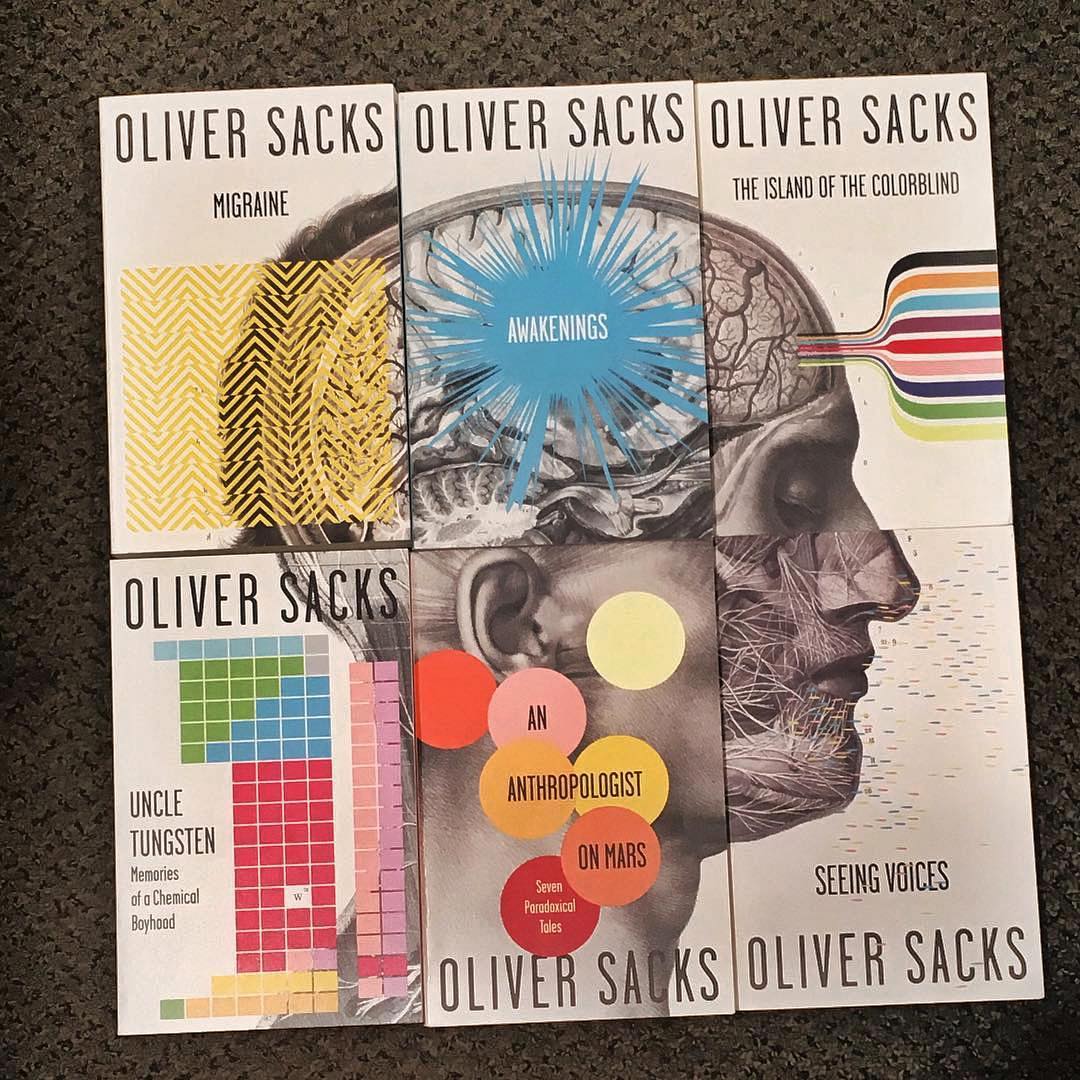 OLIVER SACKS
MIGRAINE
OLIVER SACKS
AWAKENINGS
OLIVER SACKS
THE ISLAND OF THE COLORBLIND
OLIVER SACKS
UNCLE
TUNGSTEN
Memories
of a Chemical
Boyhood
W
AN
ANTHROPOLOGIST
ON MARS
Seven
Paradoxical
Tales
OLIVER SACKS
SEEING VOICES
OLIVER SACKS